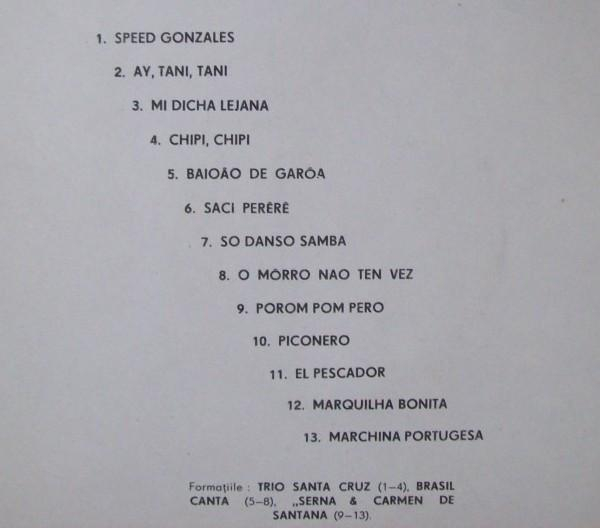 1. SPEED GONZALES
2. AY, TANI, TANI
3. MI DICHA LEJANA
4. CHIPI, CHIPI
5. BAIOÃO DE GARÔA
6. SACI PERÊRÊ
7. SO DANSO SAMBA
8. O MÔRRO NAO TEN VEZ
9. POROM POM PERO
10. PICONERO
11. EL PESCADOR
12. MARQUILHA BONITA
13. MARCHINA PORTUGESA
Formațiile : TRIO SANTA CRUZ (1–4), BRASIL
CANTA (5–8), „SERNA & CARMEN DE
SANTANA (9–13).